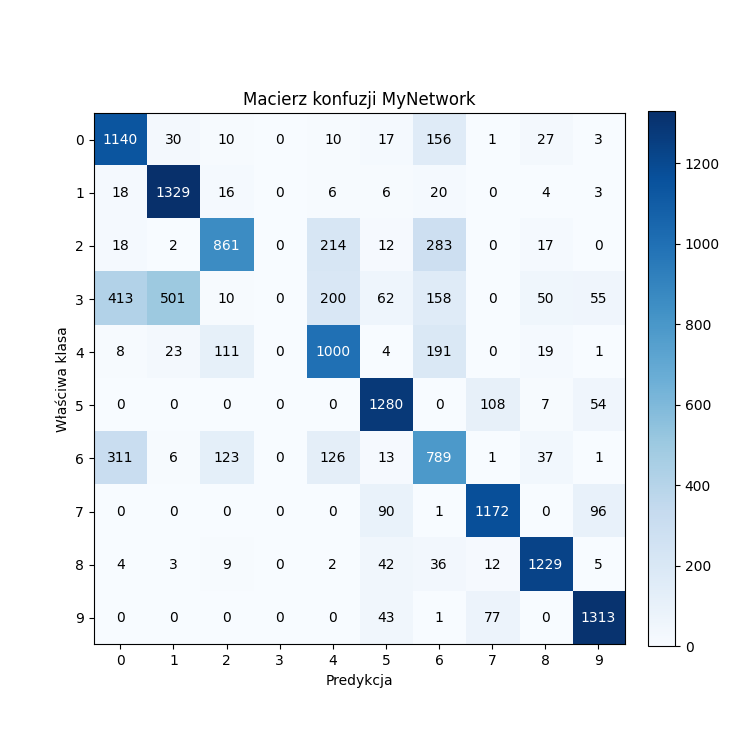 Macierz konfuzji MyNetwork
0 1140 30 10 0 10 17 156 1 27 3
1 18 1329 16 0 6 6 20 0 4 3
2 18 2 861 0 214 12 283 0 17 0
3 413 501 10 0 200 62 158 0 50 55
4 8 23 111 0 1000 4 191 0 19 1
5 0 0 0 0 0 1280 0 108 7 54
6 311 6 123 0 126 13 789 1 37 1
7 0 0 0 0 0 90 1 1172 0 96
8 4 3 9 0 2 42 36 12 1229 5
9 0 0 0 0 0 43 1 77 0 1313
0 1 2 3 4 5 6 7 8 9
Predykcja
Właściwa klasa
1200
1000
800
600
400
200
0